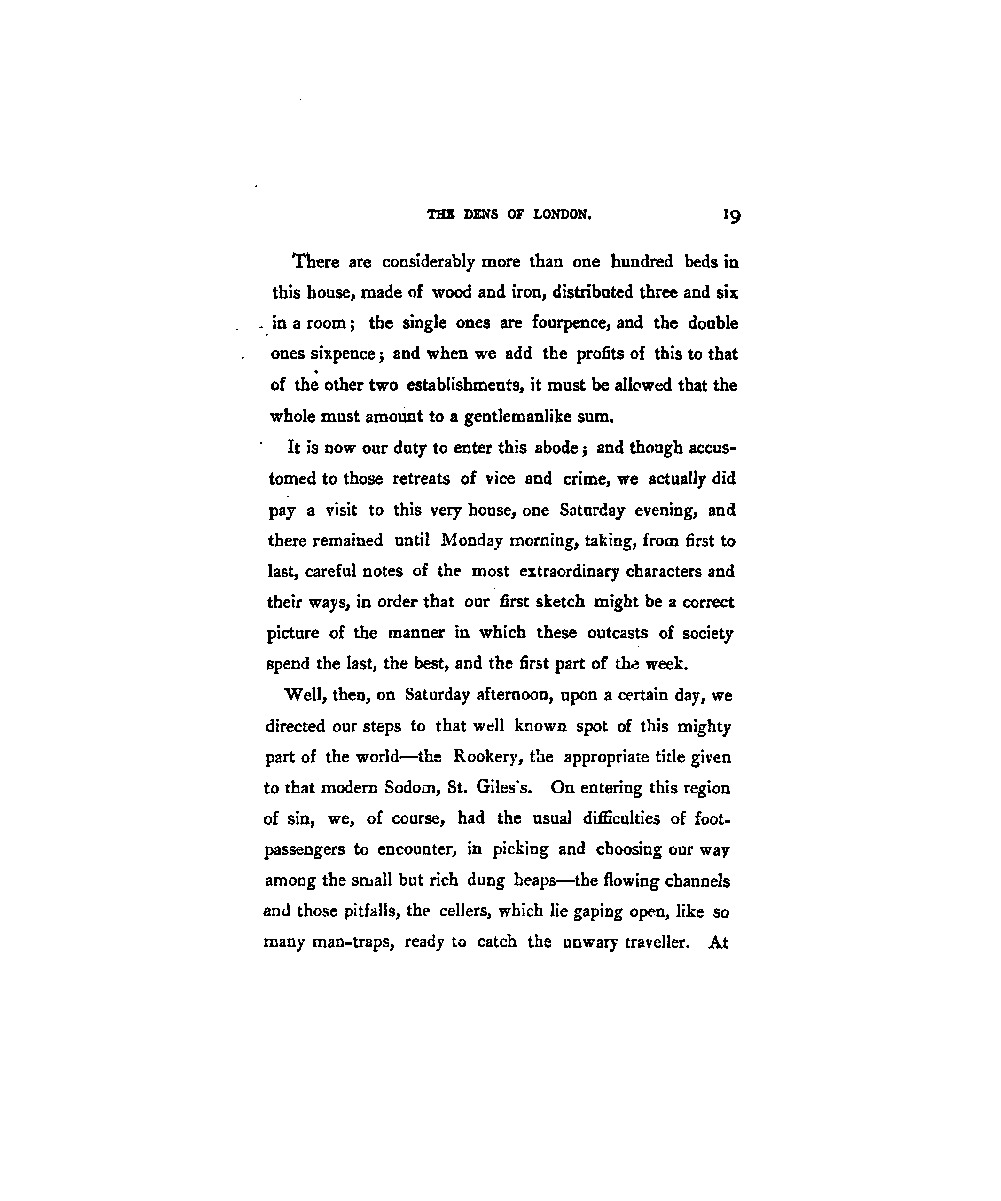 THE DENS OF LONDON. 19
There are considerably more than one hundred beds in
this house, made of wood and iron, distributed three and six
in a room; the single ones are fourpence, and the double
ones sixpence; and when we add the profits of this to that
of the other two establishments, it must be allowed that the
whole must amount to a gentlemanlike sum.
It is now our duty to enter this abode; and though accus-
tomed to those retreats of vice and crime, we actually did
pay a visit to this very house, one Saturday evening, and
there remained until Monday morning, taking, from first to
last, careful notes of the most extraordinary characters and
their ways, in order that our first sketch might be a correct
picture of the manner in which these outcasts of society
spend the last, the best, and the first part of the week.
Well, then, on Saturday afternoon, upon a certain day, we
directed our steps to that well known spot of this mighty
part of the world—the Rookery, the appropriate title given
to that modern Sodom, St. Giles's. On entering this region
of sin, we, of course, had the usual difficulties of foot-
passengers to encounter, in picking and choosing our way
among the small but rich dung heaps—the flowing channels
and those pitfalls, the cellers, which lie gaping open, like so
many man-traps, ready to catch the unwary traveller. At